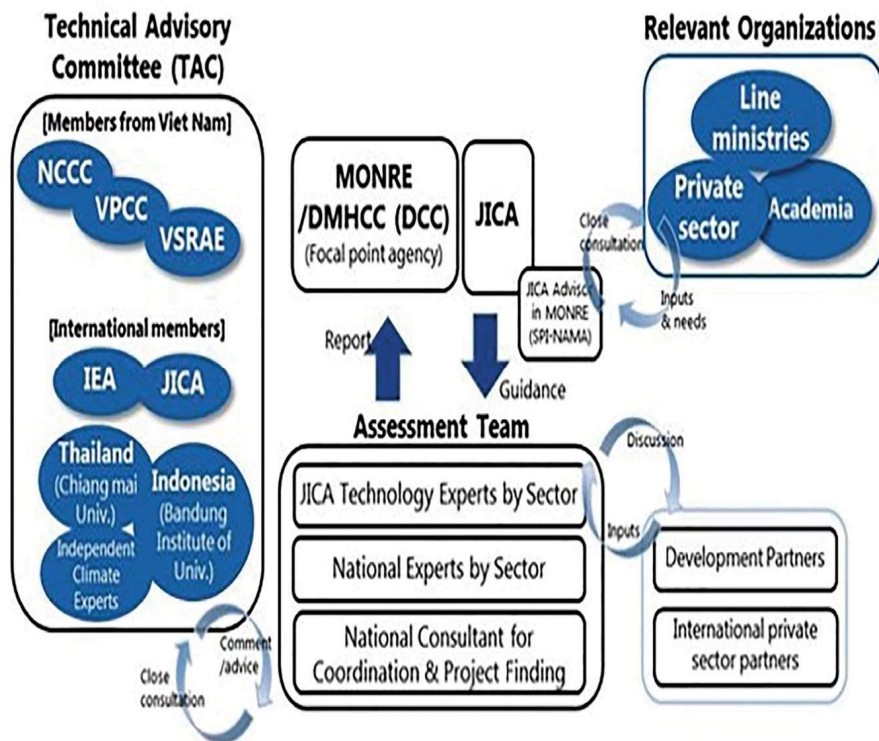 Technical Advisory
Committee (TAC)
[Members from Viet Nam]
NCCC
VPCC
VSRAE
[International members]
IEA
JICA
Thailand
(Chiang mai
Univ.)
Indonesia
(Bandung
Institute of
Univ.)
Independent
Climate
Experts
Comment
/advice
Close
consultation
MONRE
/DMHCC (DCC)
(Focal point agency)
JICA
JICA Advisor
in MONRE
(SPI-NAMA)
Report
Guidance
Assessment Team
JICA Technology Experts by Sector
National Experts by Sector
National Consultant for
Coordination & Project Finding
Relevant Organizations
Line
ministries
Private
sector
Academia
Close
consultation
Inputs
& needs
Discussion
Inputs
Development Partners
International private
sector partners